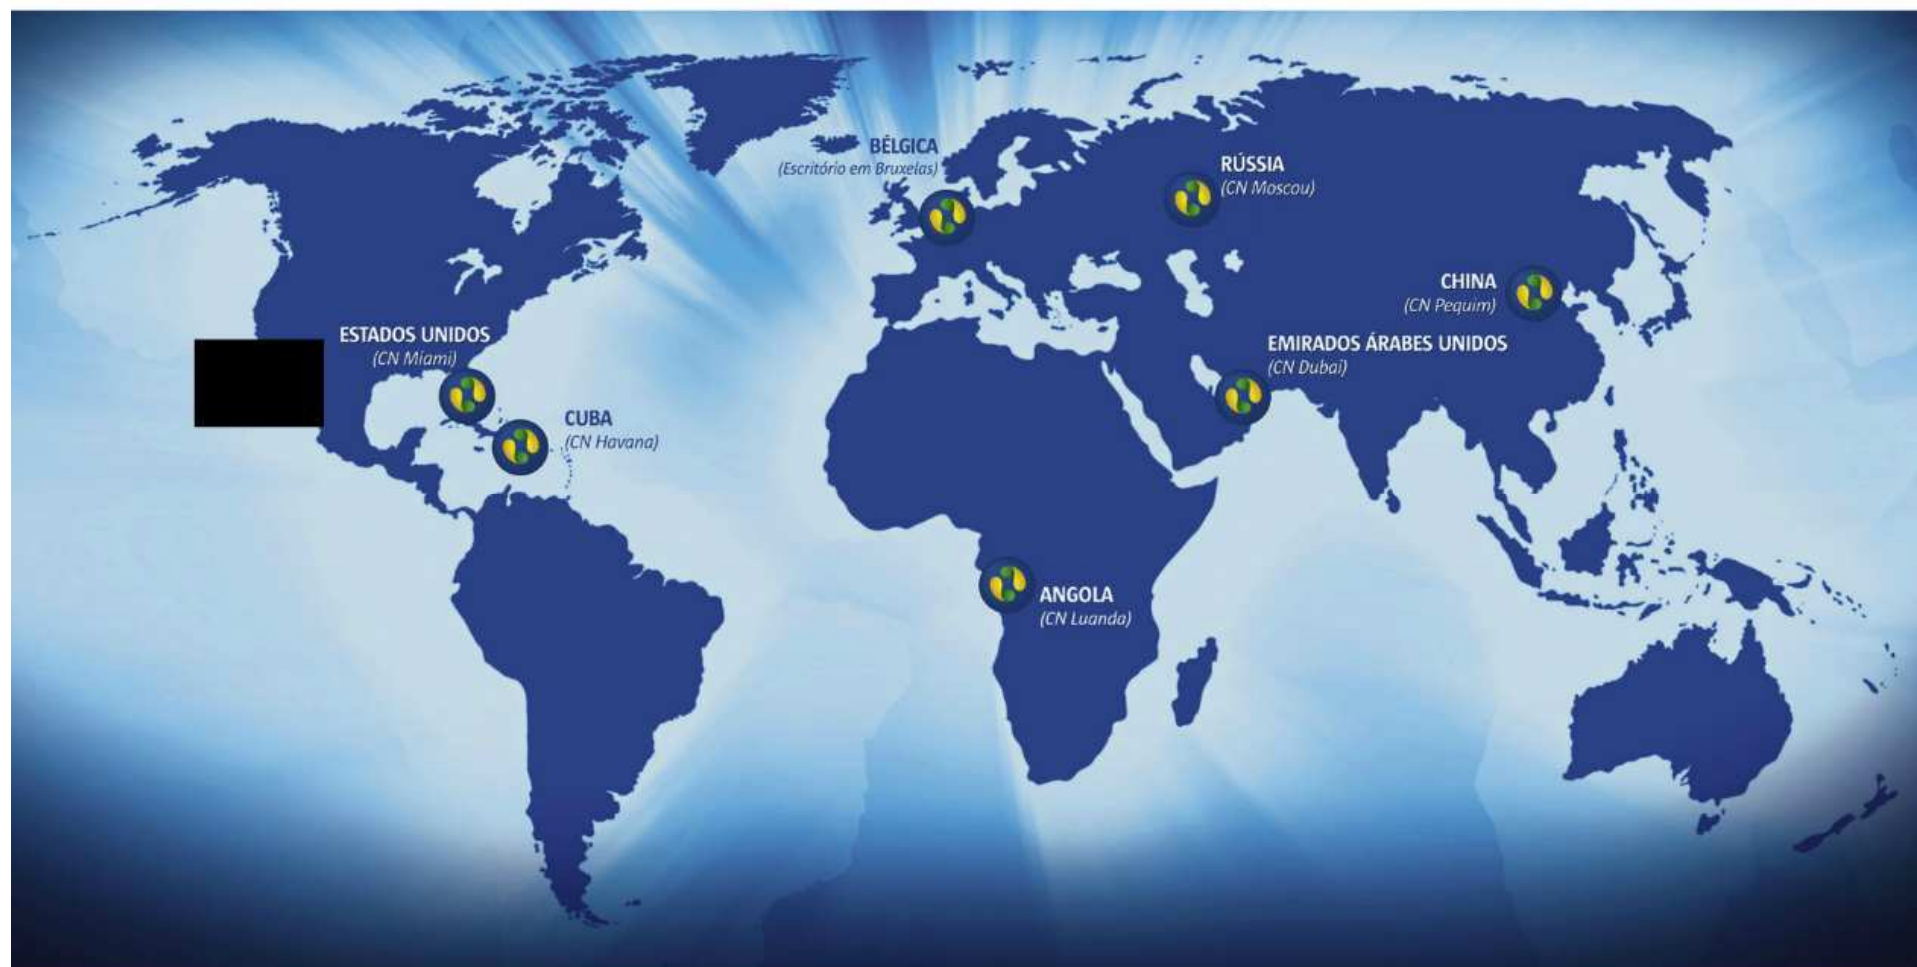 BÉLGICA
(Escritório em Bruxelas)
RÚSSIA
(CN Moscou)
CHINA
(CN Pequim)
ESTADOS UNIDOS
(CN Miami)
EMIRADOS ÁRABES UNIDOS
(CN Dubai)
CUBA
(CN Havana)
ANGOLA
(CN Luanda)